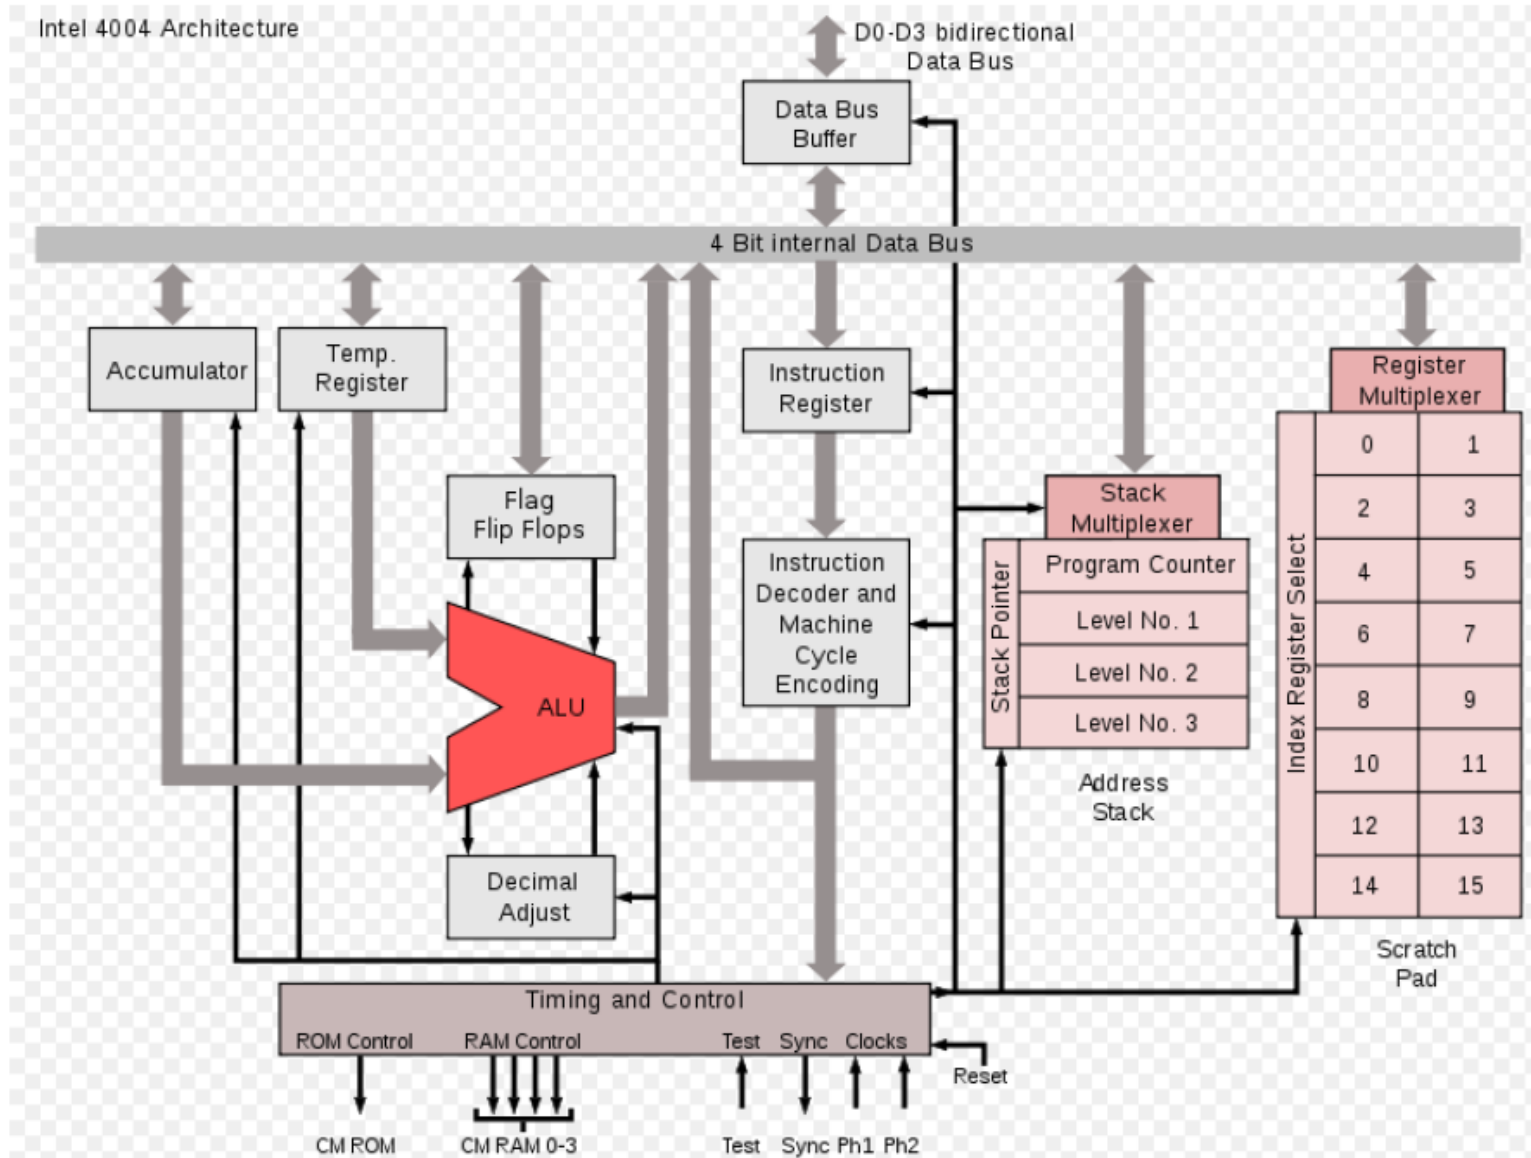 Intel 4004 Architecture
D0-D3 bidirectional
Data Bus
Data Bus
Buffer
4 Bit internal Data Bus
Accumulator
Temp.
Register
Instruction
Register
Register
Multiplexer
Flag
Flip Flops
Stack
Multiplexer
Instruction
Decoder and
Machine
Cycle
Encoding
Stack Pointer
Program Counter
Level No. 1
Level No. 2
Level No. 3
Address
Stack
Index Register Select
0 1
2 3
4 5
6 7
8 9
10 11
12 13
14 15
Scratch
Pad
ALU
Decimal
Adjust
Timing and Control
ROM Control RAM Control Test Sync Clocks
Reset
CM ROM CM RAM 0-3 Test Sync Ph1 Ph2